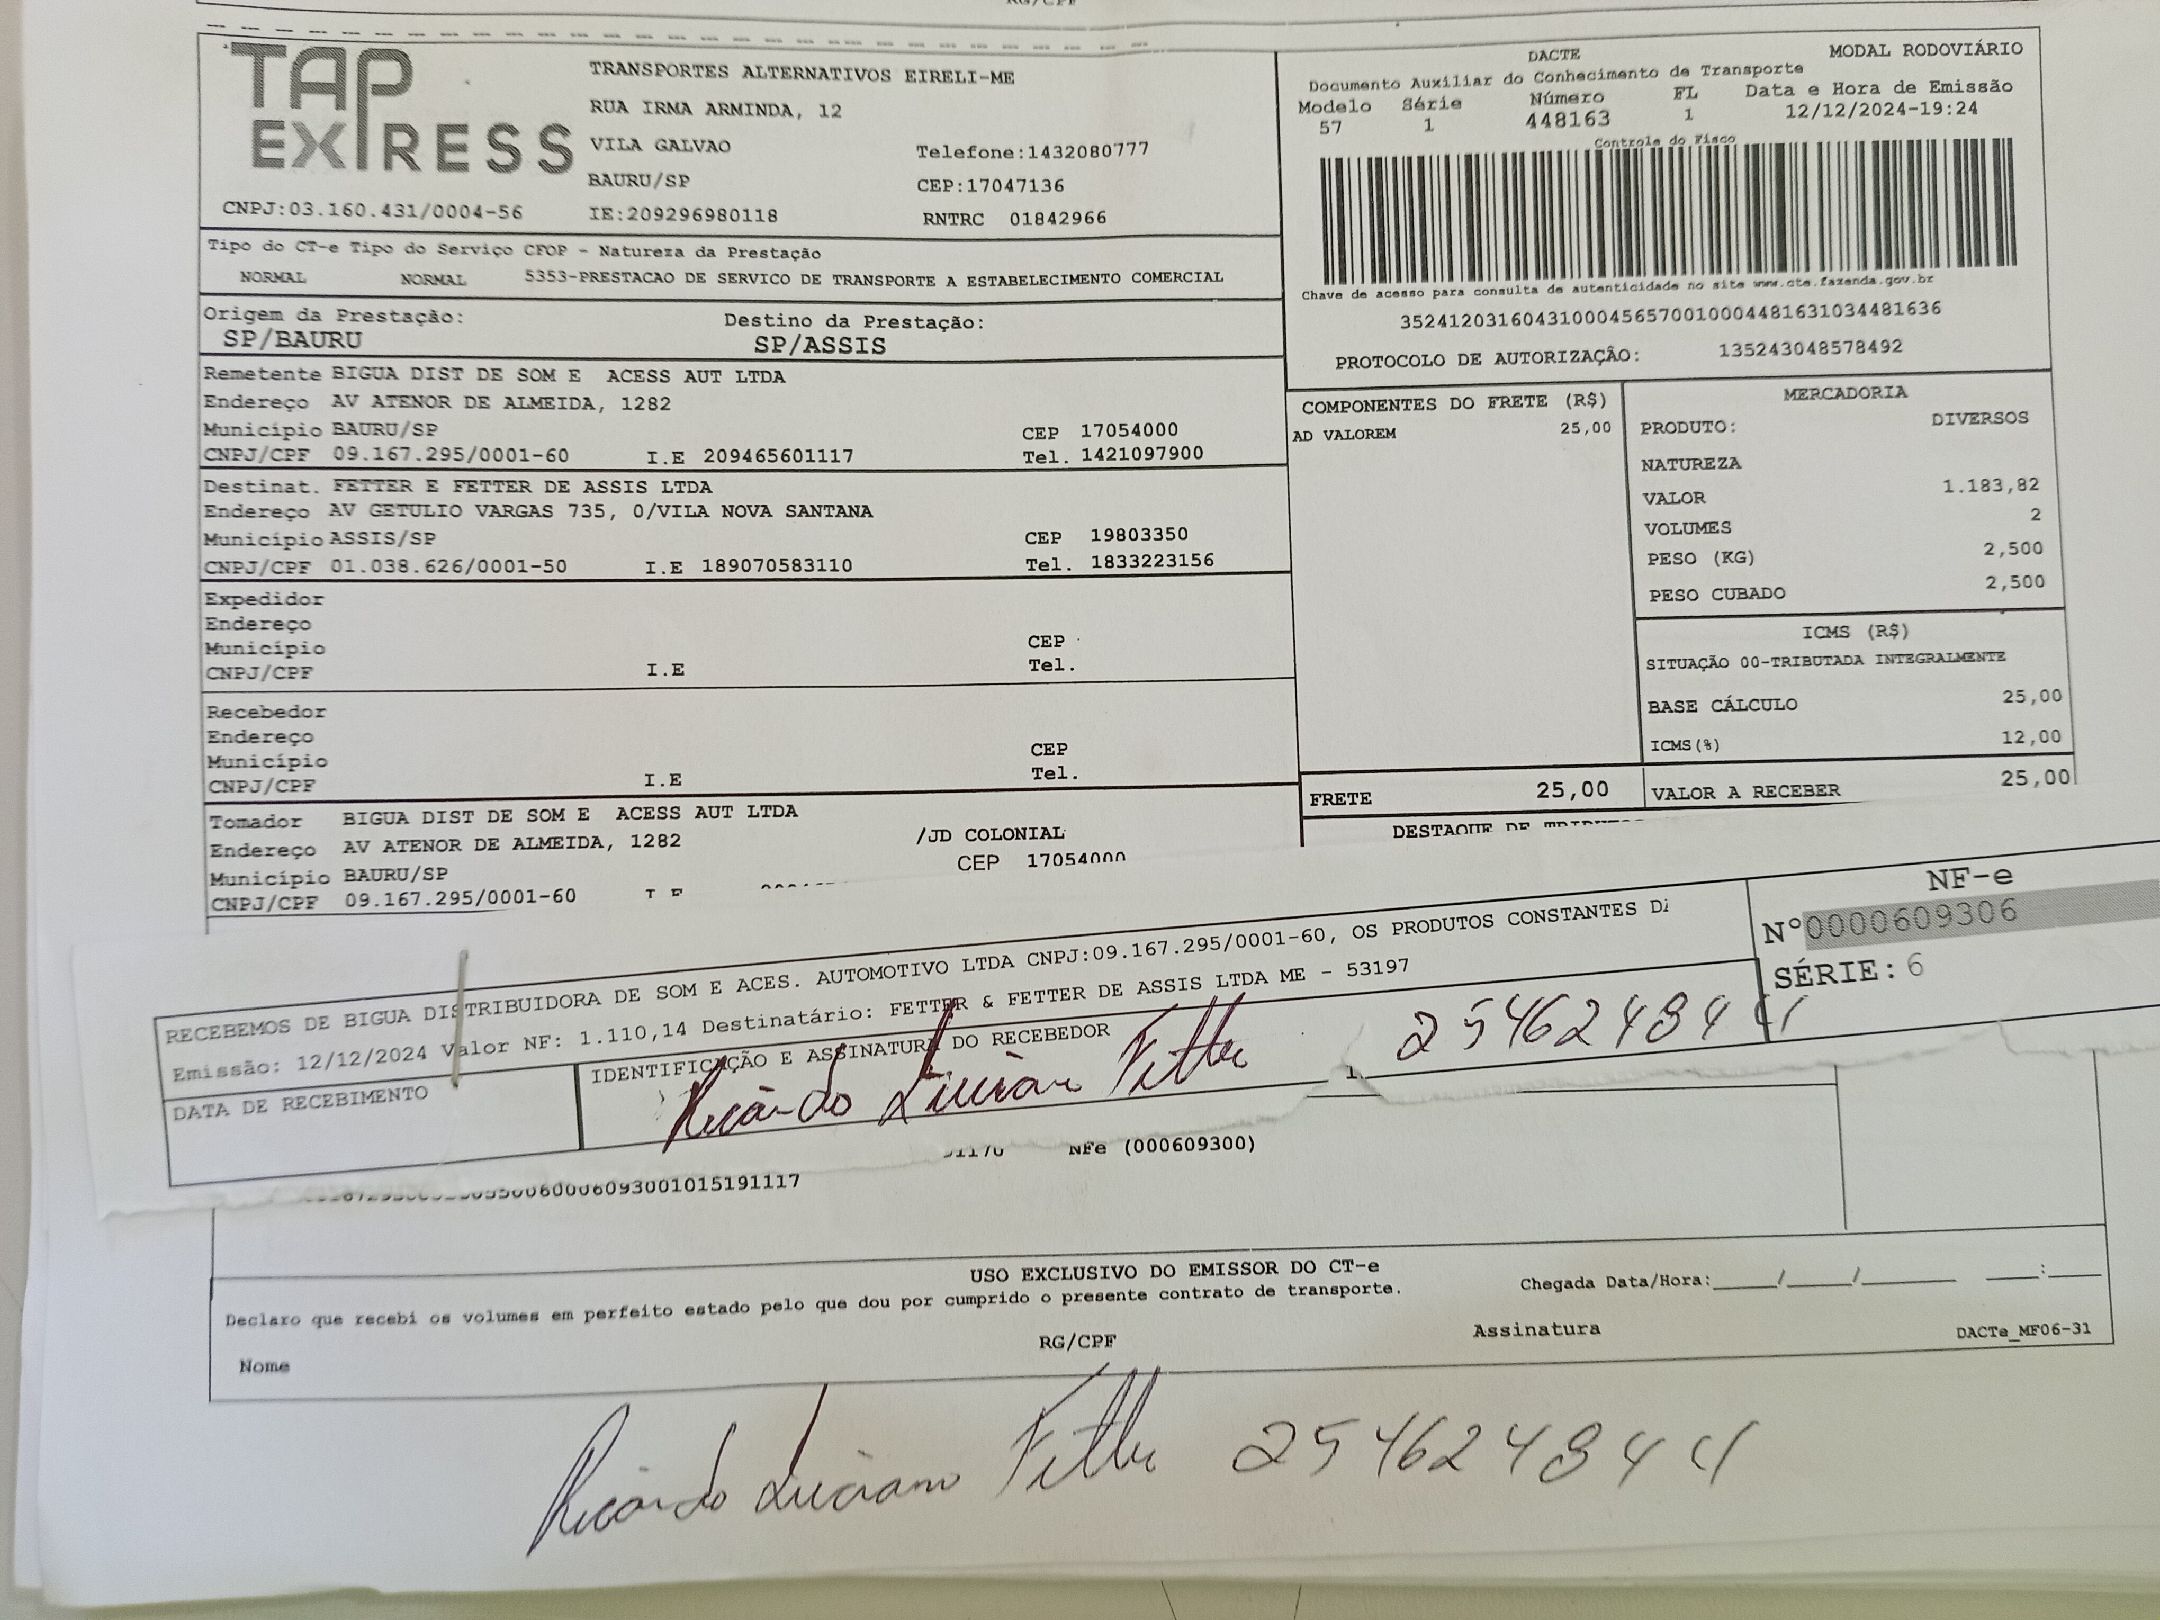 TAP
EXPRESS
TRANSPORTES ALTERNATIVOS EIRELI-ME
RUA IRMA ARMINDA, 12
VILA GALVAO Telefone:1432080777
BAURU/SP CEP:17047136
CNPJ:03.160.431/0004-56 IE:209296980118 RNTRC 01842966
DACTE MODAL RODOVIÁRIO
Documento Auxiliar do Conhecimento de Transporte
Modelo Série Número FL Data e Hora de Emissão
57 1 448163 1 12/12/2024-19:24
Controle do Fisco
Chave de acesso para consulta de autenticidade no site www.cte.fazenda.gov.br
35241203160431000456570010004481631034481636
PROTOCOLO DE AUTORIZAÇÃO: 135243048578492
Tipo do CT-e Tipo do Serviço CFOP - Natureza da Prestação
NORMAL NORMAL 5353-PRESTACAO DE SERVICO DE TRANSPORTE A ESTABELECIMENTO COMERCIAL
Origem da Prestação: Destino da Prestação:
SP/BAURU SP/ASSIS
Remetente BIGUA DIST DE SOM E ACESS AUT LTDA
Endereço AV ATENOR DE ALMEIDA, 1282
Município BAURU/SP CEP 17054000
CNPJ/CPF 09.167.295/0001-60 I.E 209465601117 Tel. 1421097900
Destinat. FETTER E FETTER DE ASSIS LTDA
Endereço AV GETULIO VARGAS 735, 0/VILA NOVA SANTANA
Município ASSIS/SP CEP 19803350
CNPJ/CPF 01.038.626/0001-50 I.E 189070583110 Tel. 1833223156
Expedidor
Endereço
Município CEP
CNPJ/CPF I.E Tel.
Recebedor
Endereço
Município CEP
CNPJ/CPF I.E Tel.
Tomador BIGUA DIST DE SOM E ACESS AUT LTDA
Endereço AV ATENOR DE ALMEIDA, 1282 /JD COLONIAL
Município BAURU/SP CEP 17054000
CNPJ/CPF 09.167.295/0001-60 I E
COMPONENTES DO FRETE (R$)
AD VALOREM 25,00
MERCADORIA
PRODUTO: DIVERSOS
NATUREZA
VALOR 1.183,82
VOLUMES 2
PESO (KG) 2,500
PESO CUBADO 2,500
ICMS (R$)
SITUAÇÃO 00-TRIBUTADA INTEGRALMENTE
BASE CÁLCULO 25,00
ICMS(%) 12,00
FRETE 25,00 VALOR A RECEBER 25,00
DESTAQUE DE
RECEBEMOS DE BIGUA DISTRIBUIDORA DE SOM E ACES. AUTOMOTIVO LTDA CNPJ:09.167.295/0001-60, OS PRODUTOS CONSTANTES
Emissão: 12/12/2024 Valor NF: 1.110,14 Destinatário: FETTER & FETTER DE ASSIS LTDA ME - 53197
DATA DE RECEBIMENTO IDENTIFICAÇÃO E ASSINATURA DO RECEBEDOR
NF-e
Nº0000609306
SÉRIE: 6
Ricardo Luciano Fetter 254624844
NFe (000609300)
6093001015191117
USO EXCLUSIVO DO EMISSOR DO CT-e
Declaro que recebi os volumes em perfeito estado pelo que dou por cumprido o presente contrato de transporte. Chegada Data/Hora:____/____/________ ____:____
Nome RG/CPF Assinatura DACTe_MF06-31
Ricardo Luciano Fetter 254624844